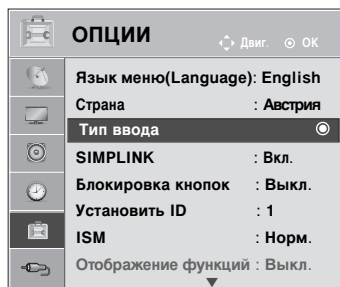 ОПЦИИ
Двиг. OK
Язык меню(Language): English
Страна : Австрия
Тип ввода
SIMPLINK : Вкл.
Блокировка кнопок : Выкл.
Установить ID : 1
ISM : Норм.
Отображение функций : Выкл.